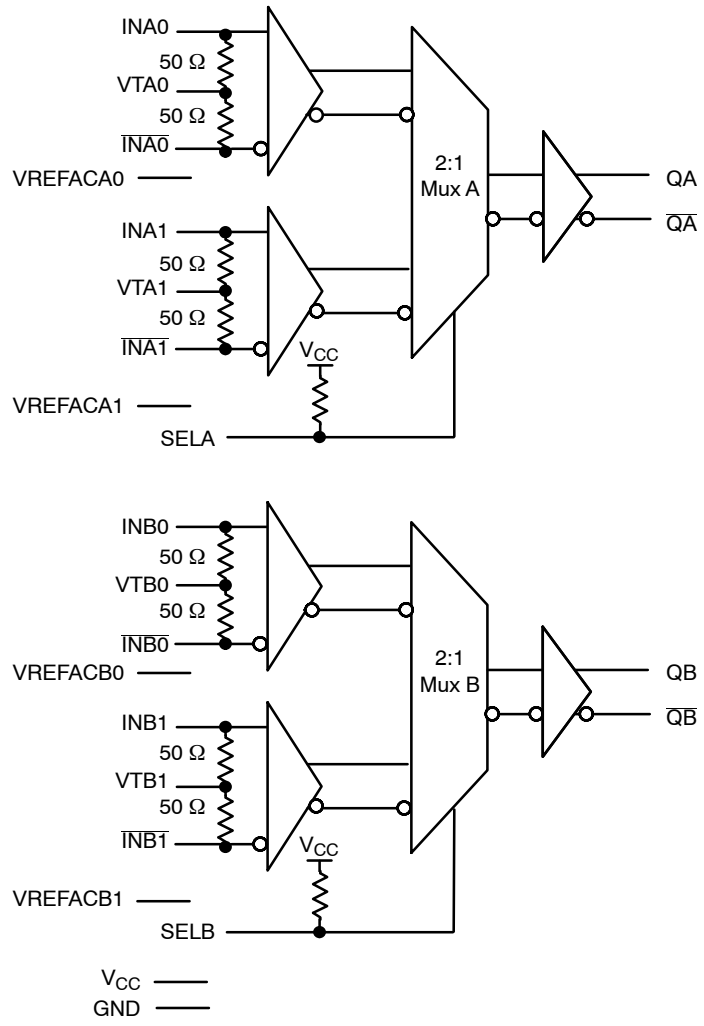 INA0
50 Ω
VTA0
50 Ω
INA0
VREFACA0
INA1
50 Ω
VTA1
50 Ω
INA1
VREFACA1
VCC
SELA
2:1
Mux A
QA
QA
INB0
50 Ω
VTB0
50 Ω
INB0
VREFACB0
INB1
50 Ω
VTB1
50 Ω
INB1
VREFACB1
VCC
SELB
2:1
Mux B
QB
QB
VCC
GND